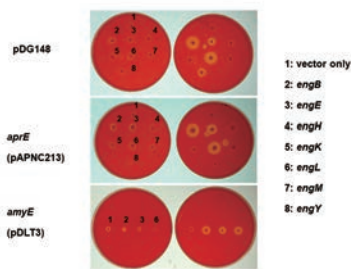 pDG148
1
2 3 4
5 6 7
8
aprE
(pAPNC213)
1
2 3 4
5 6 7
8
amyE
(pDLT3)
1 2 3 6
1: vector only
2: engB
3: engE
4: engH
5: engK
6: engL
7: engM
8: engY